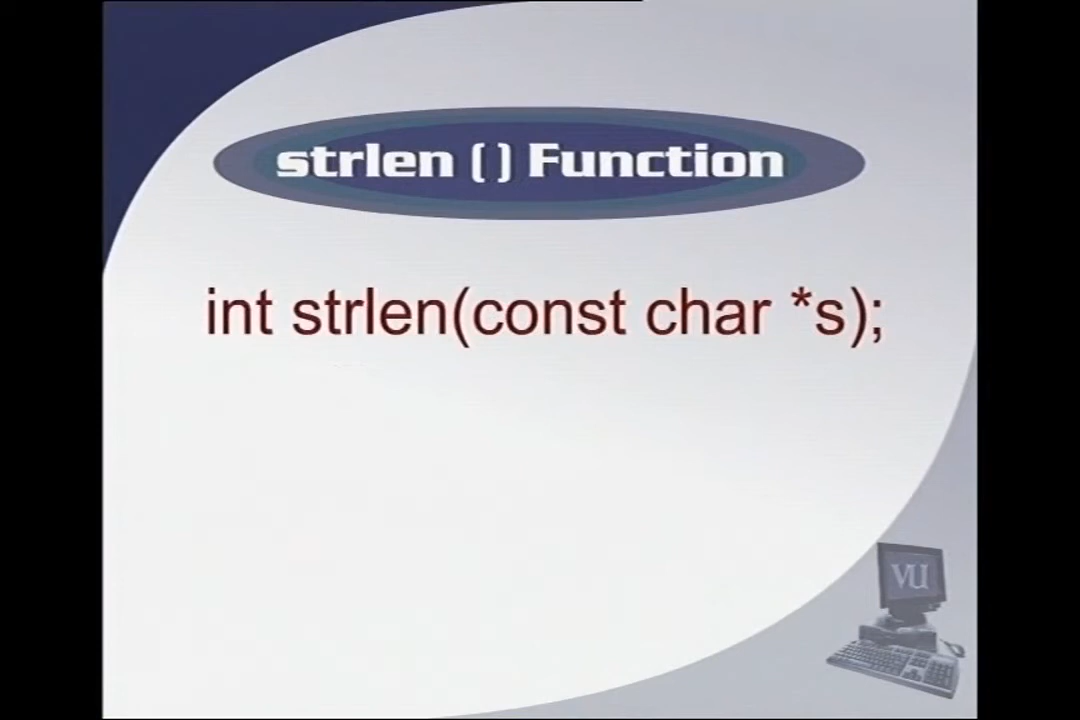 strlen ( ) Function
int strlen(const char *s);
VU